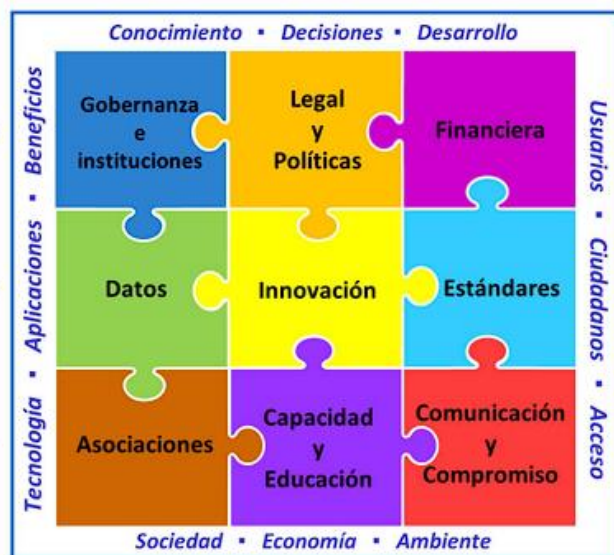 Conocimiento ▪ Decisiones ▪ Desarrollo
Tecnología ▪ Aplicaciones ▪ Beneficios
Gobernanza
e
instituciones
Legal
y
Políticas
Financiera
Datos
Innovación
Estándares
Asociaciones
Capacidad
y
Educación
Comunicación
y
Compromiso
Usuarios ▪ Ciudadanos ▪ Acceso
Sociedad ▪ Economía ▪ Ambiente